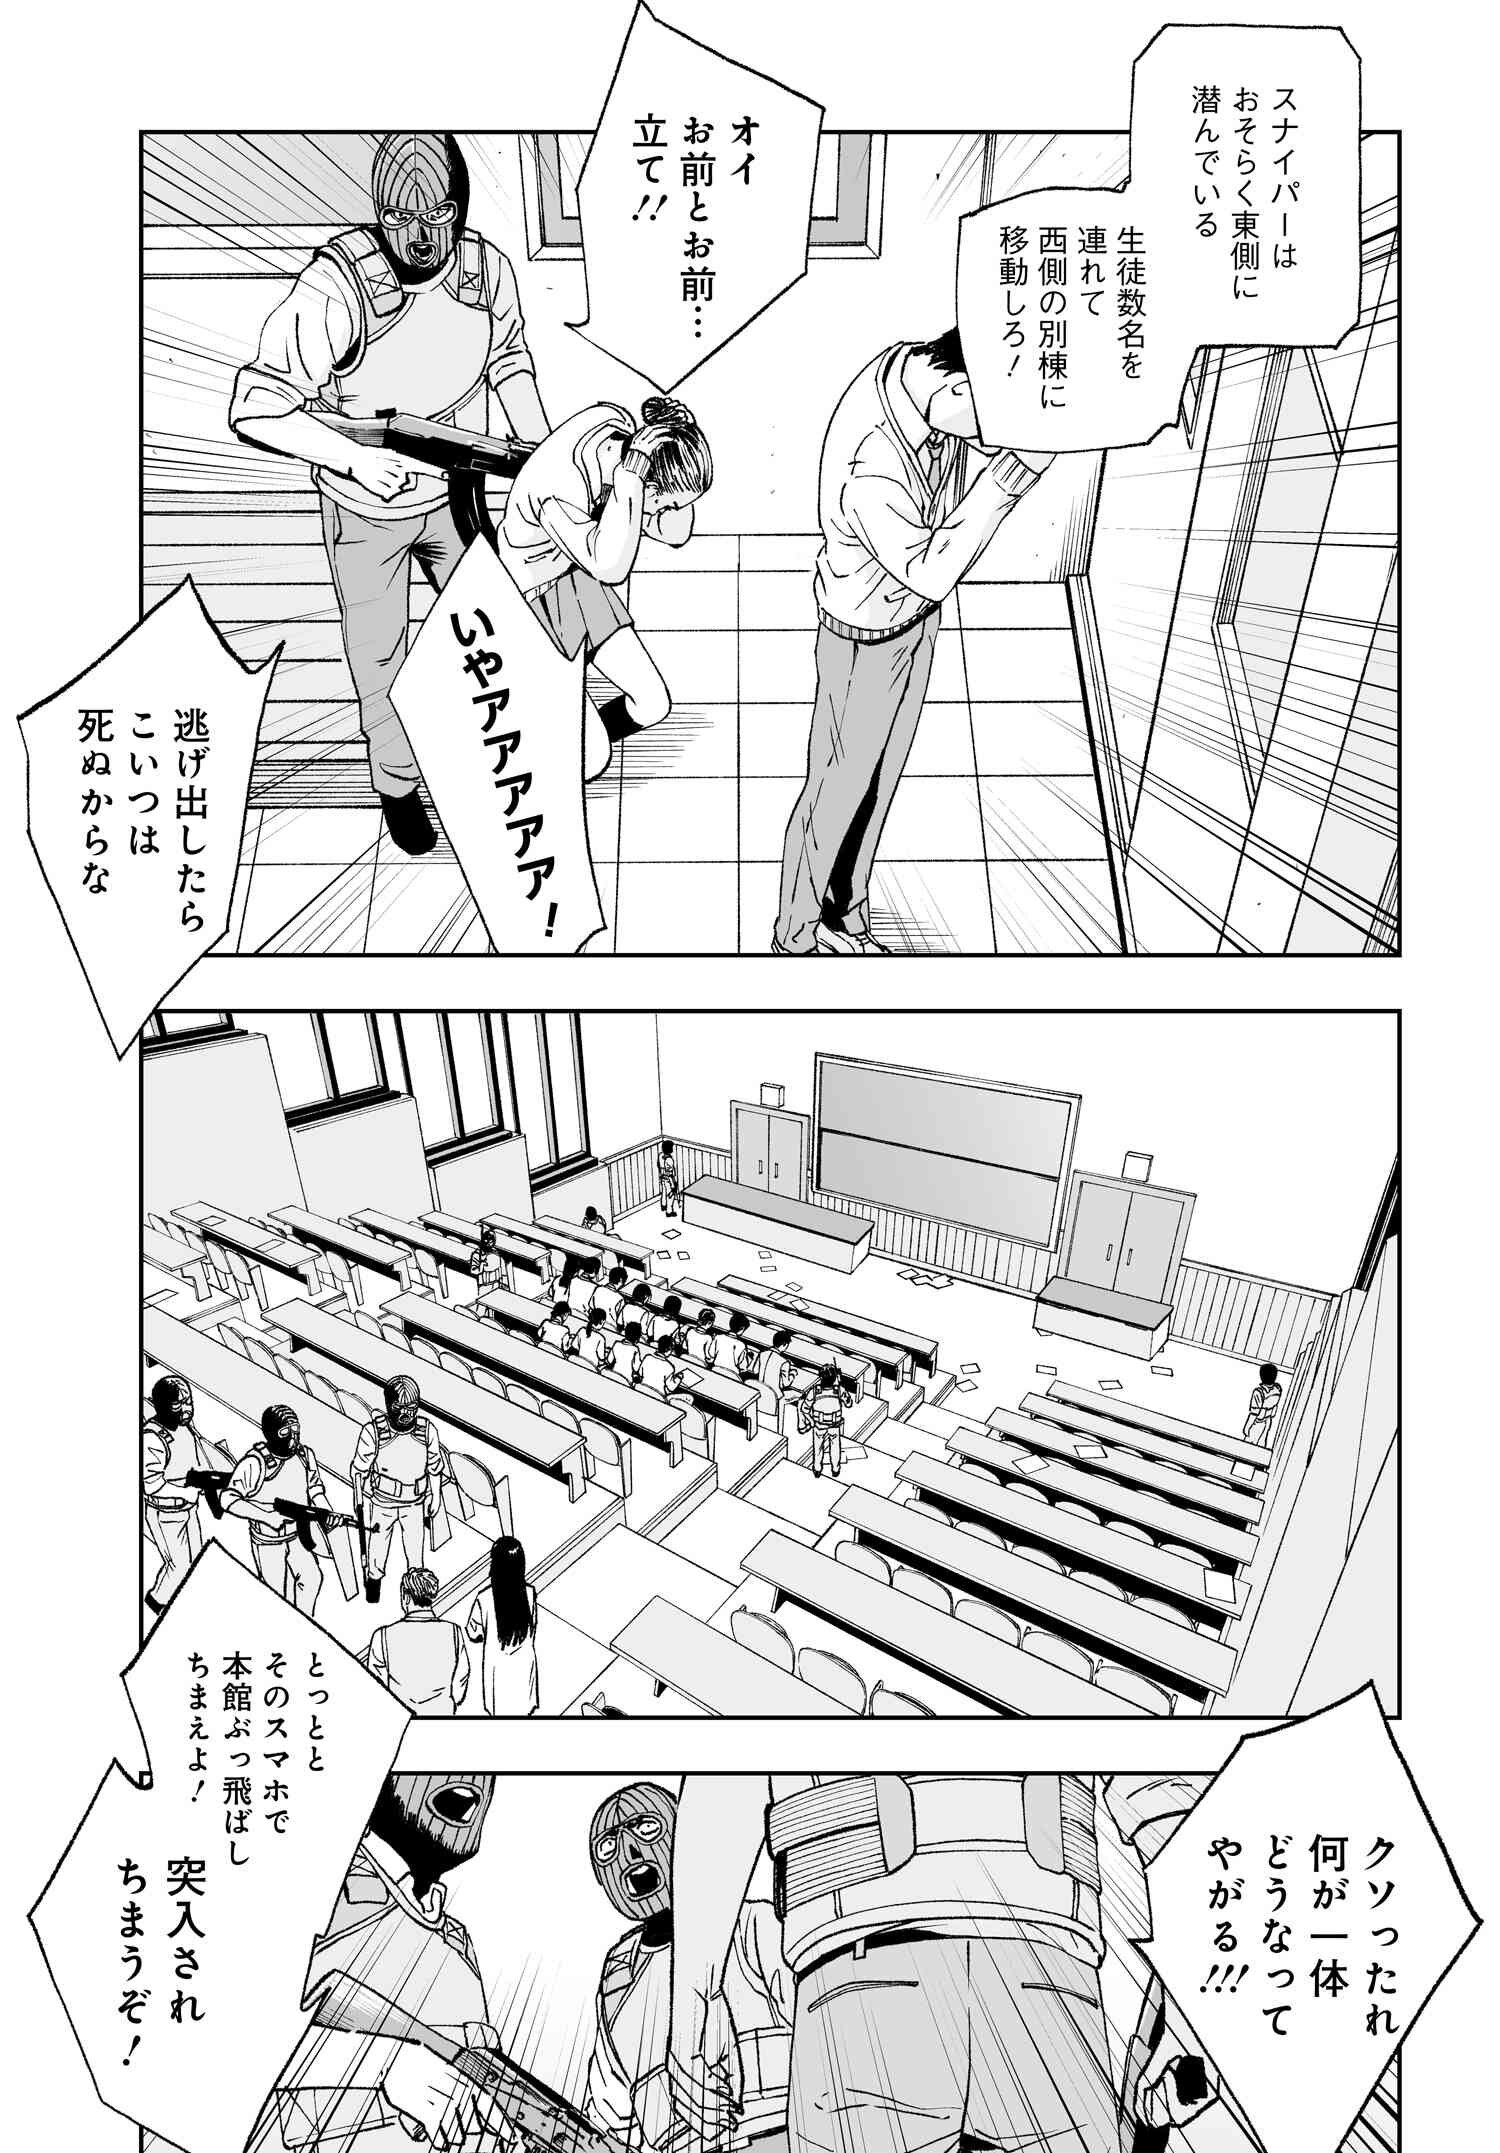 スナイパーは
おそらく東側に
潜んでいる
生徒数名を
連れて
西側の別棟に
移動しろ！
オイ
お前とお前…
立て!!
いやアアアアアア！
逃げ出したら
こいつは
死ぬからな
クソったれ
何が一体
どうなって
やがる!!!
とっとと
そのスマホで
本館ぶっ飛ばし
ちまえよ！
突入され
ちまうぞ！